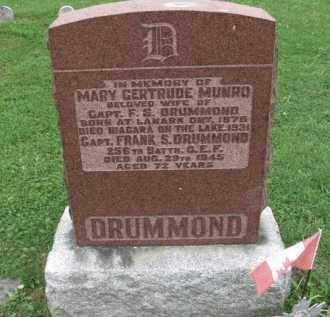 D
IN MEMORY OF
MARY GERTRUDE MUNRO
BELOVED WIFE OF
CAPT. F. S. DRUMMOND
BORN AT LANARK ONT. 1876
DIED NIAGARA ON THE LAKE 1931
CAPT. FRANK S. DRUMMOND
256TH BATTN. C.E.F.
DIED AUG. 29TH 1945
AGED 72 YEARS
DRUMMOND